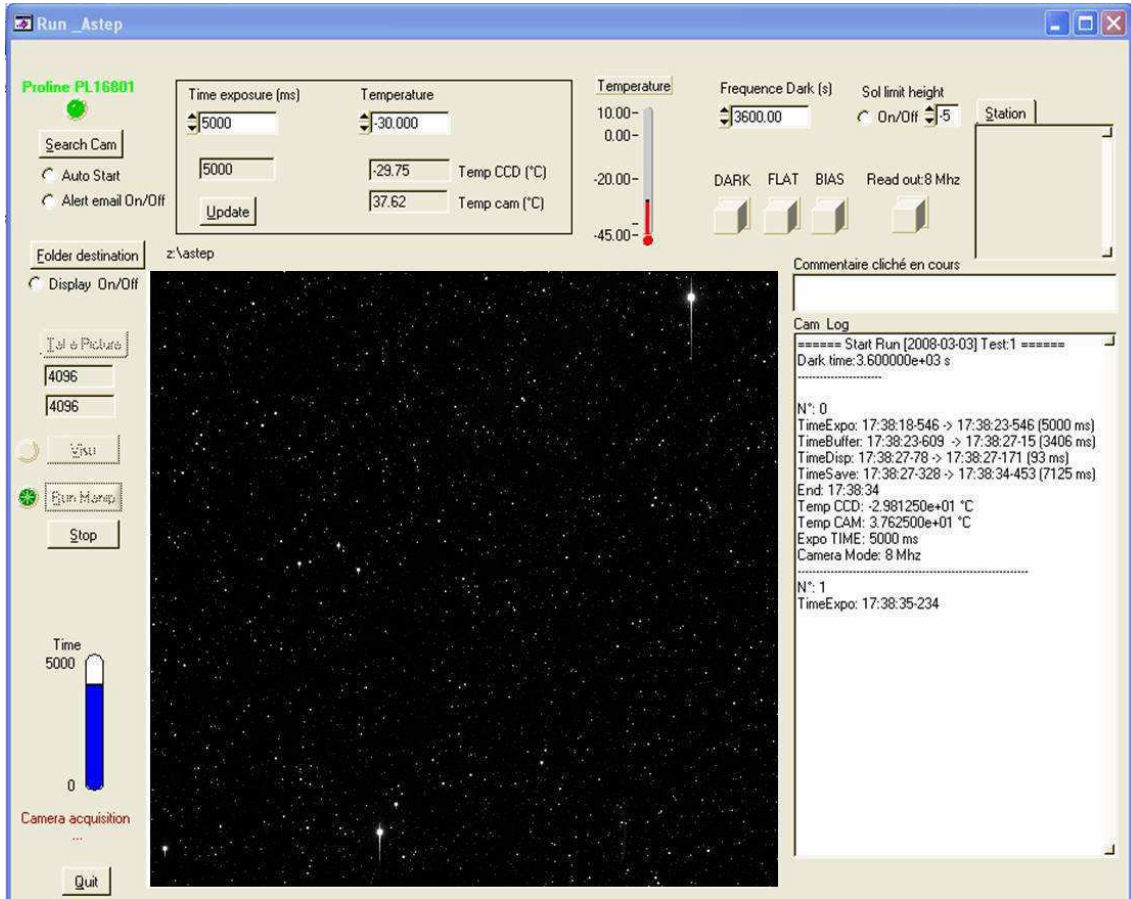 Run _Astep
Proline PL16801
Search Cam
Auto Start
Alert email On/Off
Time exposure (ms)
5000
5000
Update
Temperature
-30.000
-29.75 Temp CCD (°C)
37.62 Temp cam (°C)
Temperature
10.00
0.00
-20.00
-45.00
Frequence Dark (s)
3600.00
Sol limit height
On/Off -5
DARK FLAT BIAS Read out:8 Mhz
Station
Folder destination z:\astep
Display On/Off
Picture
4096
4096
Visu
Run Manip
Stop
Time
5000
0
Camera acquisition
...
Quit
Commentaire cliché en cours
Cam Log
====== Start Run [2008-03-03] Test:1 ======
Dark time:3.600000e+03 s
----------------------
N°: 0
TimeExpo: 17:38:18-546 -> 17:38:23-546 (5000 ms)
TimeBuffer: 17:38:23-609 -> 17:38:27-15 (3406 ms)
TimeDisp: 17:38:27-78 -> 17:38:27-171 (93 ms)
TimeSave: 17:38:27-328 -> 17:38:34-453 (7125 ms)
End: 17:38:34
Temp CCD: -2.981250e+01 °C
Temp CAM: 3.762500e+01 °C
Expo TIME: 5000 ms
Camera Mode: 8 Mhz
------------------------------------------------------------
N°: 1
TimeExpo: 17:38:35-234